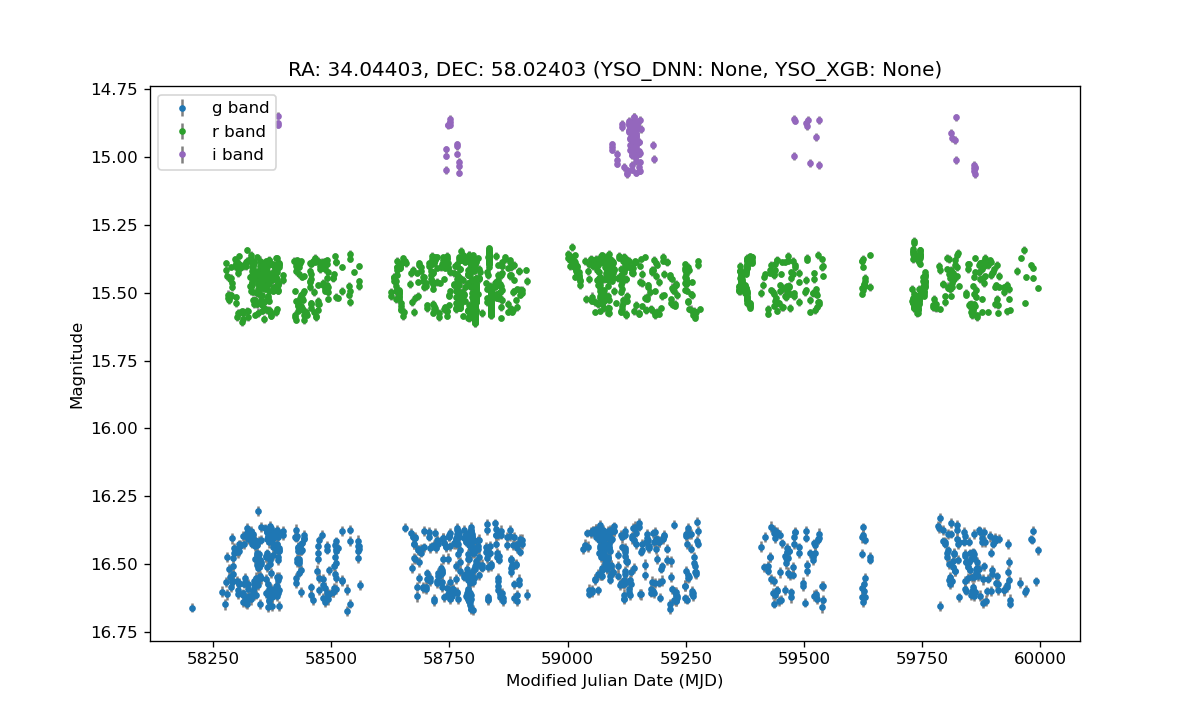 RA: 34.04403, DEC: 58.02403 (YSO_DNN: None, YSO_XGB: None)
g band
r band
i band
14.75
15.00
15.25
15.50
15.75
16.00
16.25
16.50
16.75
Magnitude
58250 58500 58750 59000 59250 59500 59750 60000
Modified Julian Date (MJD)